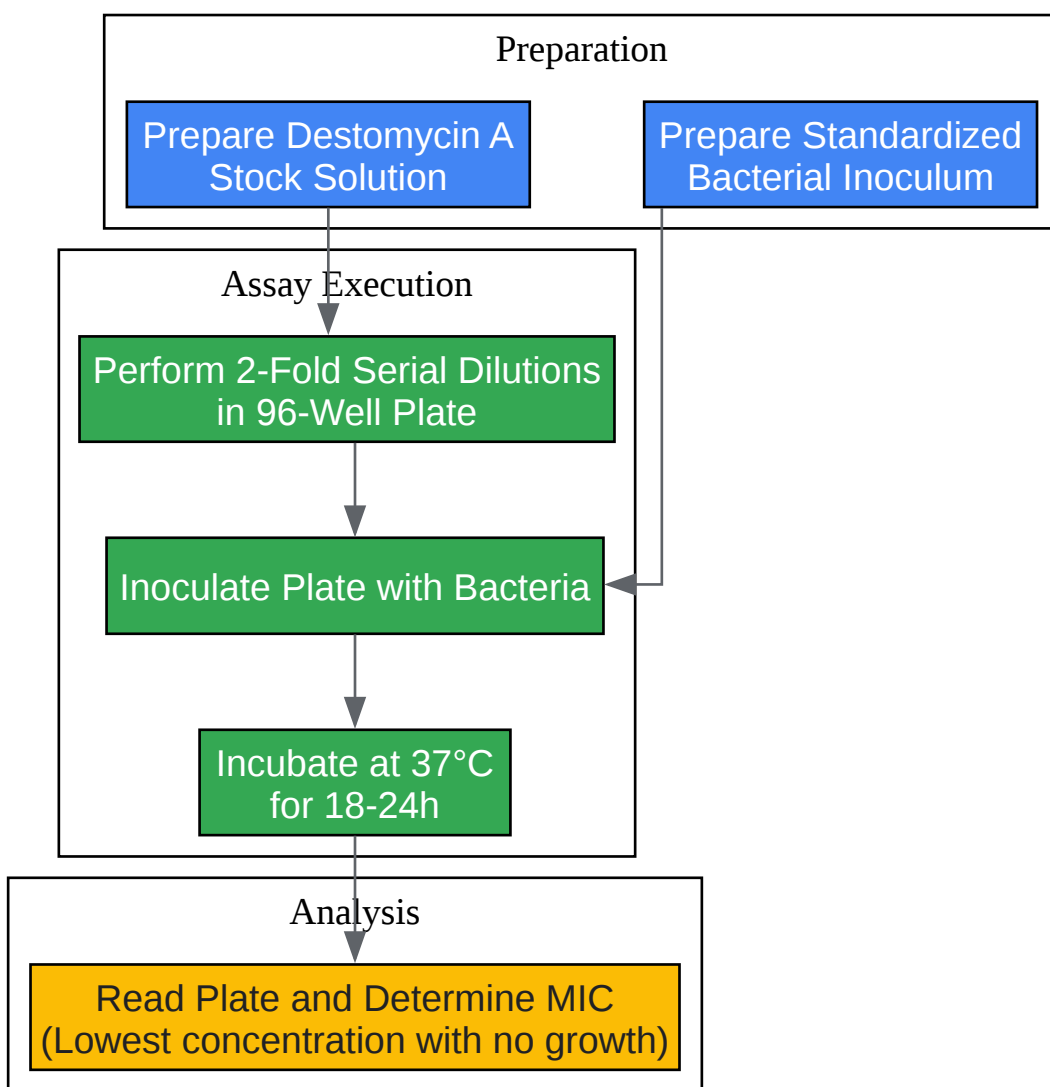 Preparation
Prepare Destomycin A
Stock Solution
Prepare Standardized
Bacterial Inoculum
Assay Execution
Perform 2-Fold Serial Dilutions
in 96-Well Plate
Inoculate Plate with Bacteria
Incubate at 37°C
for 18-24h
Analysis
Read Plate and Determine MIC
(Lowest concentration with no growth)